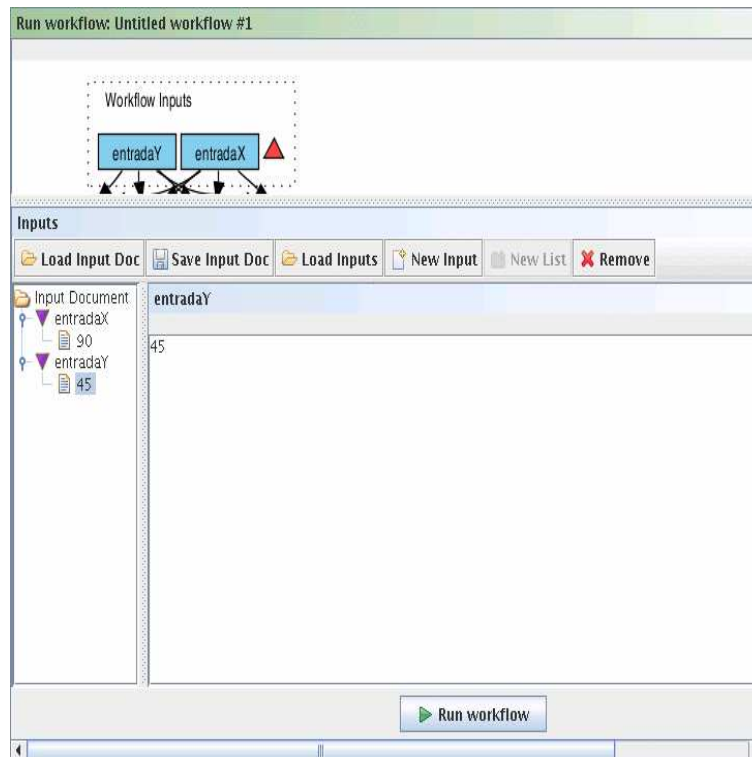 Run workflow: Untitled workflow #1
Workflow Inputs
entradaY entradaX
Inputs
Load Input Doc Save Input Doc Load Inputs New Input New List Remove
Input Document
entradaX
90
entradaY
45
entradaY
45
Run workflow